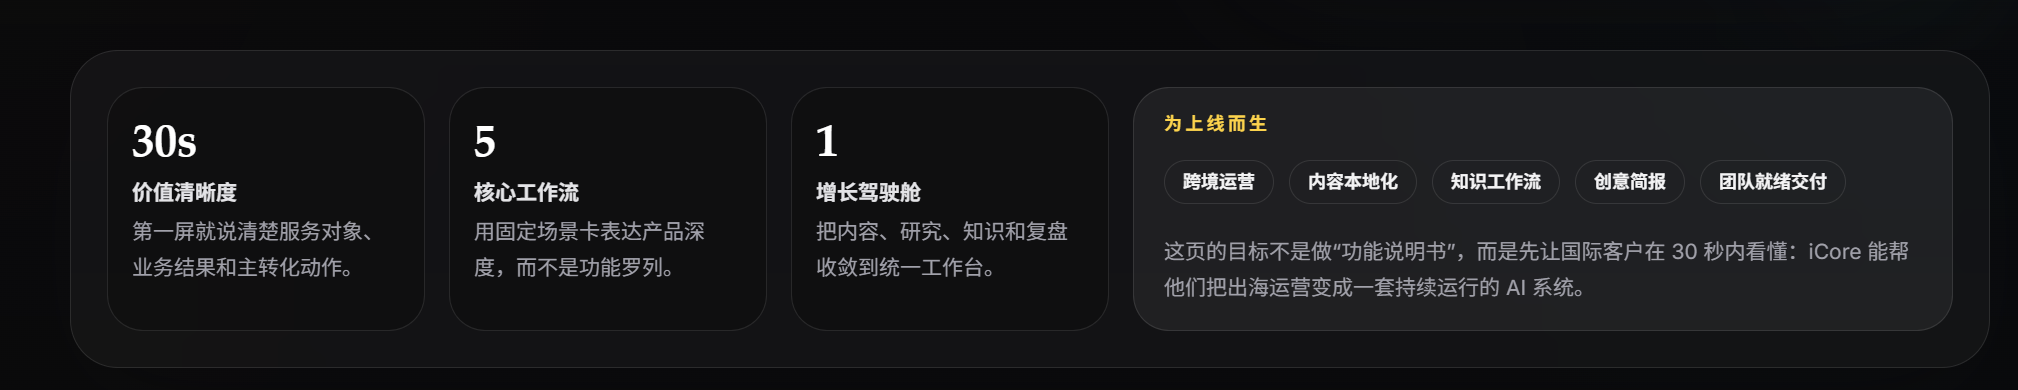 30s
价值清晰度
第一屏就说清楚服务对象、
业务结果和主转化动作。
5
核心工作流
用固定场景卡表达产品深
度，而不是功能罗列。
1
增长驾驶舱
把内容、研究、知识和复盘
收敛到统一工作台。
为上线而生
跨境运营
内容本地化
知识工作流
创意简报
团队就绪交付
这页的目标不是做“功能说明书”，而是先让国际客户在 30 秒内看懂：iCore 能帮
他们把出海运营变成一套持续运行的 AI 系统。